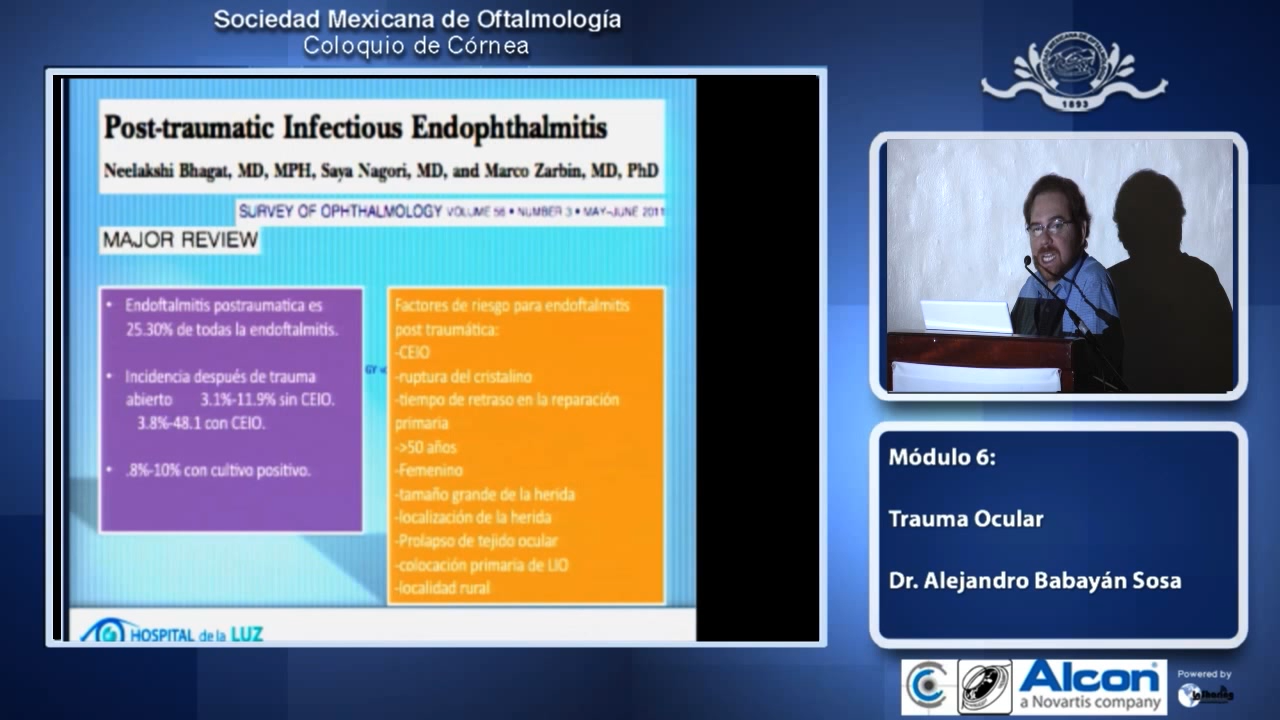 Sociedad Mexicana de Oftalmología
Coloquio de Córnea
Post-traumatic Infectious Endophthalmitis
Neelakshi Bhagat, MD, MPH, Saya Nagori, MD, and Marco Zarbin, MD, PhD
SURVEY OF OPHTHALMOLOGY VOLUME 56 • NUMBER 3 • MAY–JUNE 2011
MAJOR REVIEW
• Endoftalmitis postraumatica es
25.30% de todas la endoftalmitis.
• Incidencia después de trauma
abierto 3.1%-11.9% sin CEIO.
3.8%-48.1 con CEIO.
• .8%-10% con cultivo positivo.
GY
Factores de riesgo para endoftalmitis
post traumática:
-CEIO
-ruptura del cristalino
-tiempo de retraso en la reparación
primaria
->50 años
-Femenino
-tamaño grande de la herida
-localización de la herida
-Prolapso de tejido ocular
-colocación primaria de LIO
-localidad rural
HOSPITAL de la LUZ
1893
Módulo 6:
Trauma Ocular
Dr. Alejandro Babayán Sosa
Alcon
a Novartis company
Powered by